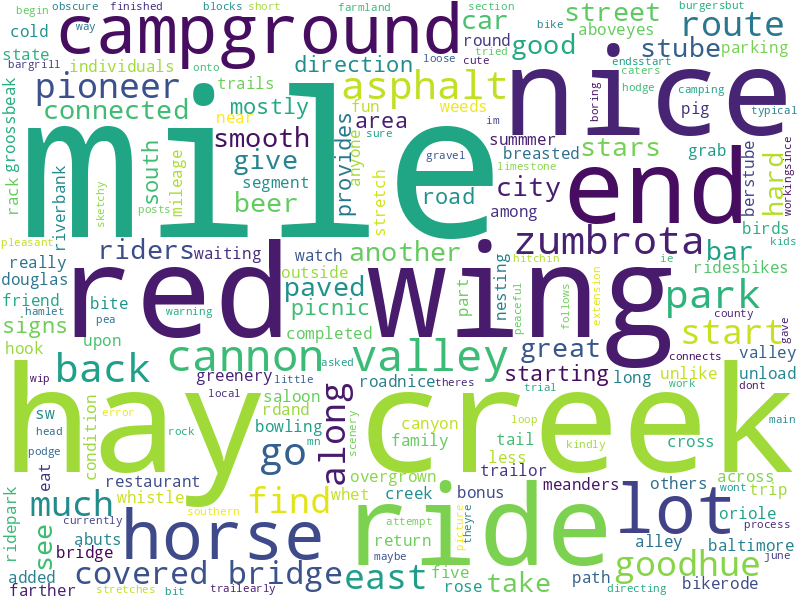 begin obscure finished blocks short farmland section burgersbut
way bike loose cute tried
cold campground car street route
state bargrill onto round good aboveyes
individuals direction stube parking
pioneer asphalt nice endsstart caters
rack groossbeak connected trails mostly fun weeds boring hodge camping typical
near area pig
smooth provides anyone sure im summmer stars grab
mile gravel breasted limestone
south mileage give segment stretch road city end berstube hard workingsince
riverbank sketchy posts beer among birds
pleasant riders waiting watch zumbrota kids
really another nesting hitchin ie bar
douglas outside part peaceful ridesbikes
friend hamlet bite red wing paved park
signs pea warning picnic follows extension county gave
hook upon completed great start
back cannon valley starting connects valley
wip greenery asked roadnice theres long unlike unload
local little trial work dont
sw condition error saloon rdand along scenery canyon tail loop cross main
head rock bowling mn family less kindly
podge hay creek
eat restaurant go overgrown trailor meanders others across trip
ridepark see much whistle find whet creek bonus lot wont oriole
currently southern attempt ride picture theyre process
abuts horse return alley baltimore
bridge maybe five path june
added covered bridge east rose take goodhue
farther stretches bit trailearly directing bikerode